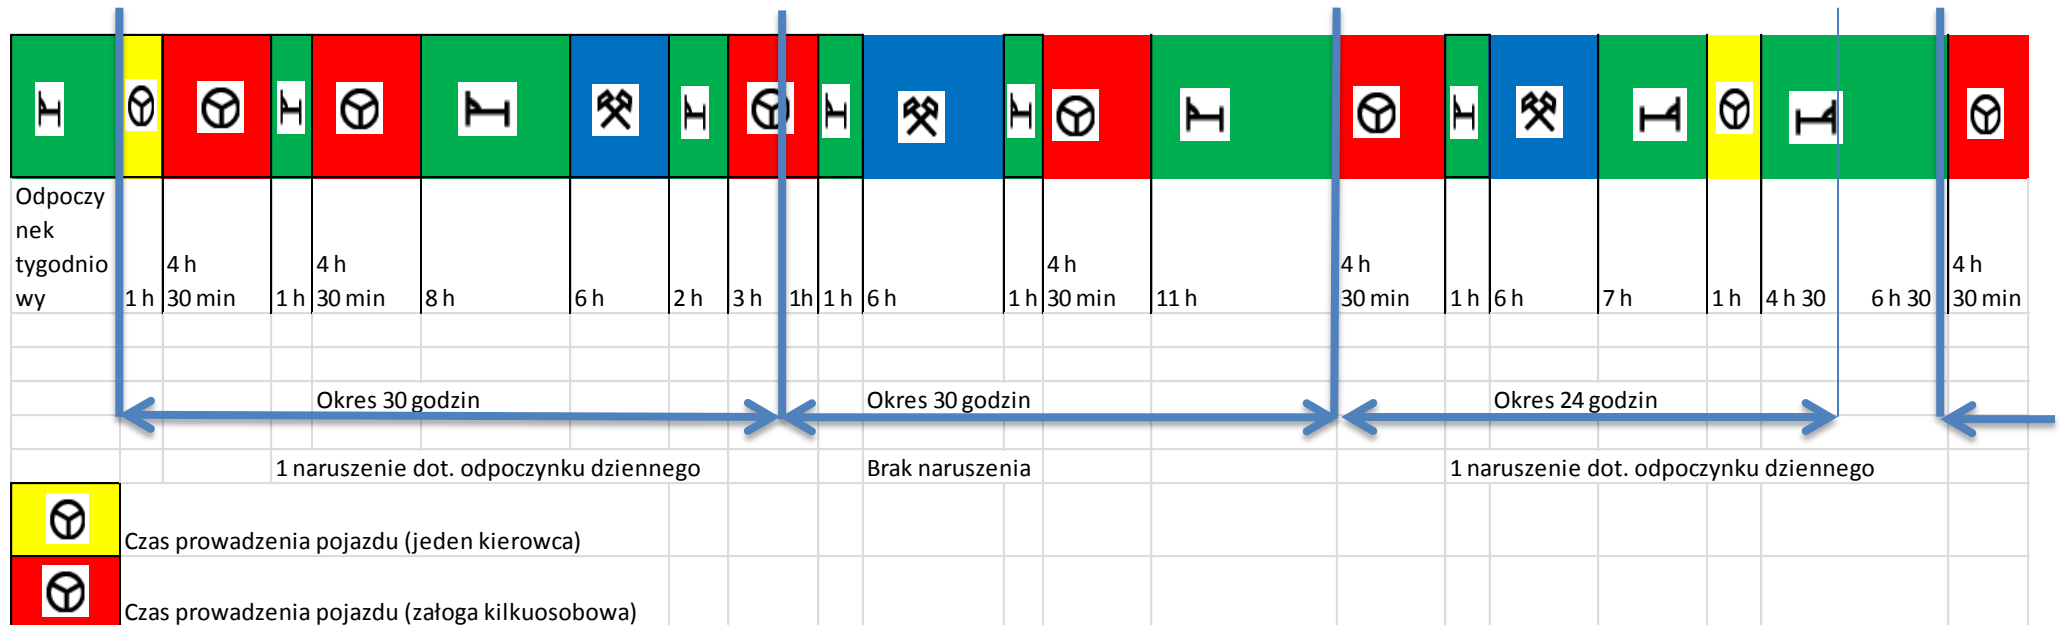 Odpoczy
nek
tygodnio
wy
1 h
4 h
30 min
1 h
4 h
30 min
8 h
6 h
2 h
3 h
1h
1 h
6 h
1 h
4 h
30 min
11 h
4 h
30 min
1 h
6 h
7 h
1 h
4 h 30
6 h 30
4 h
30 min
Okres 30 godzin
Okres 30 godzin
Okres 24 godzin
1 naruszenie dot. odpoczynku dziennego
Brak naruszenia
1 naruszenie dot. odpoczynku dziennego
Czas prowadzenia pojazdu (jeden kierowca)
Czas prowadzenia pojazdu (załoga kilkuosobowa)